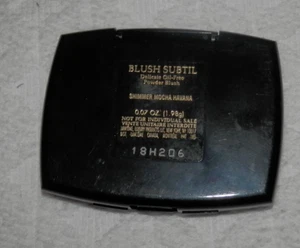 BLUSH SUBTIL
Delicate Oil-Free
Powder Blush
SHIMMER MOCHA HAVANA
0.07 OZ. (1.98g)
NOT FOR INDIVIDUAL SALE
VENTE UNITAIRE INTERDITE
18H206